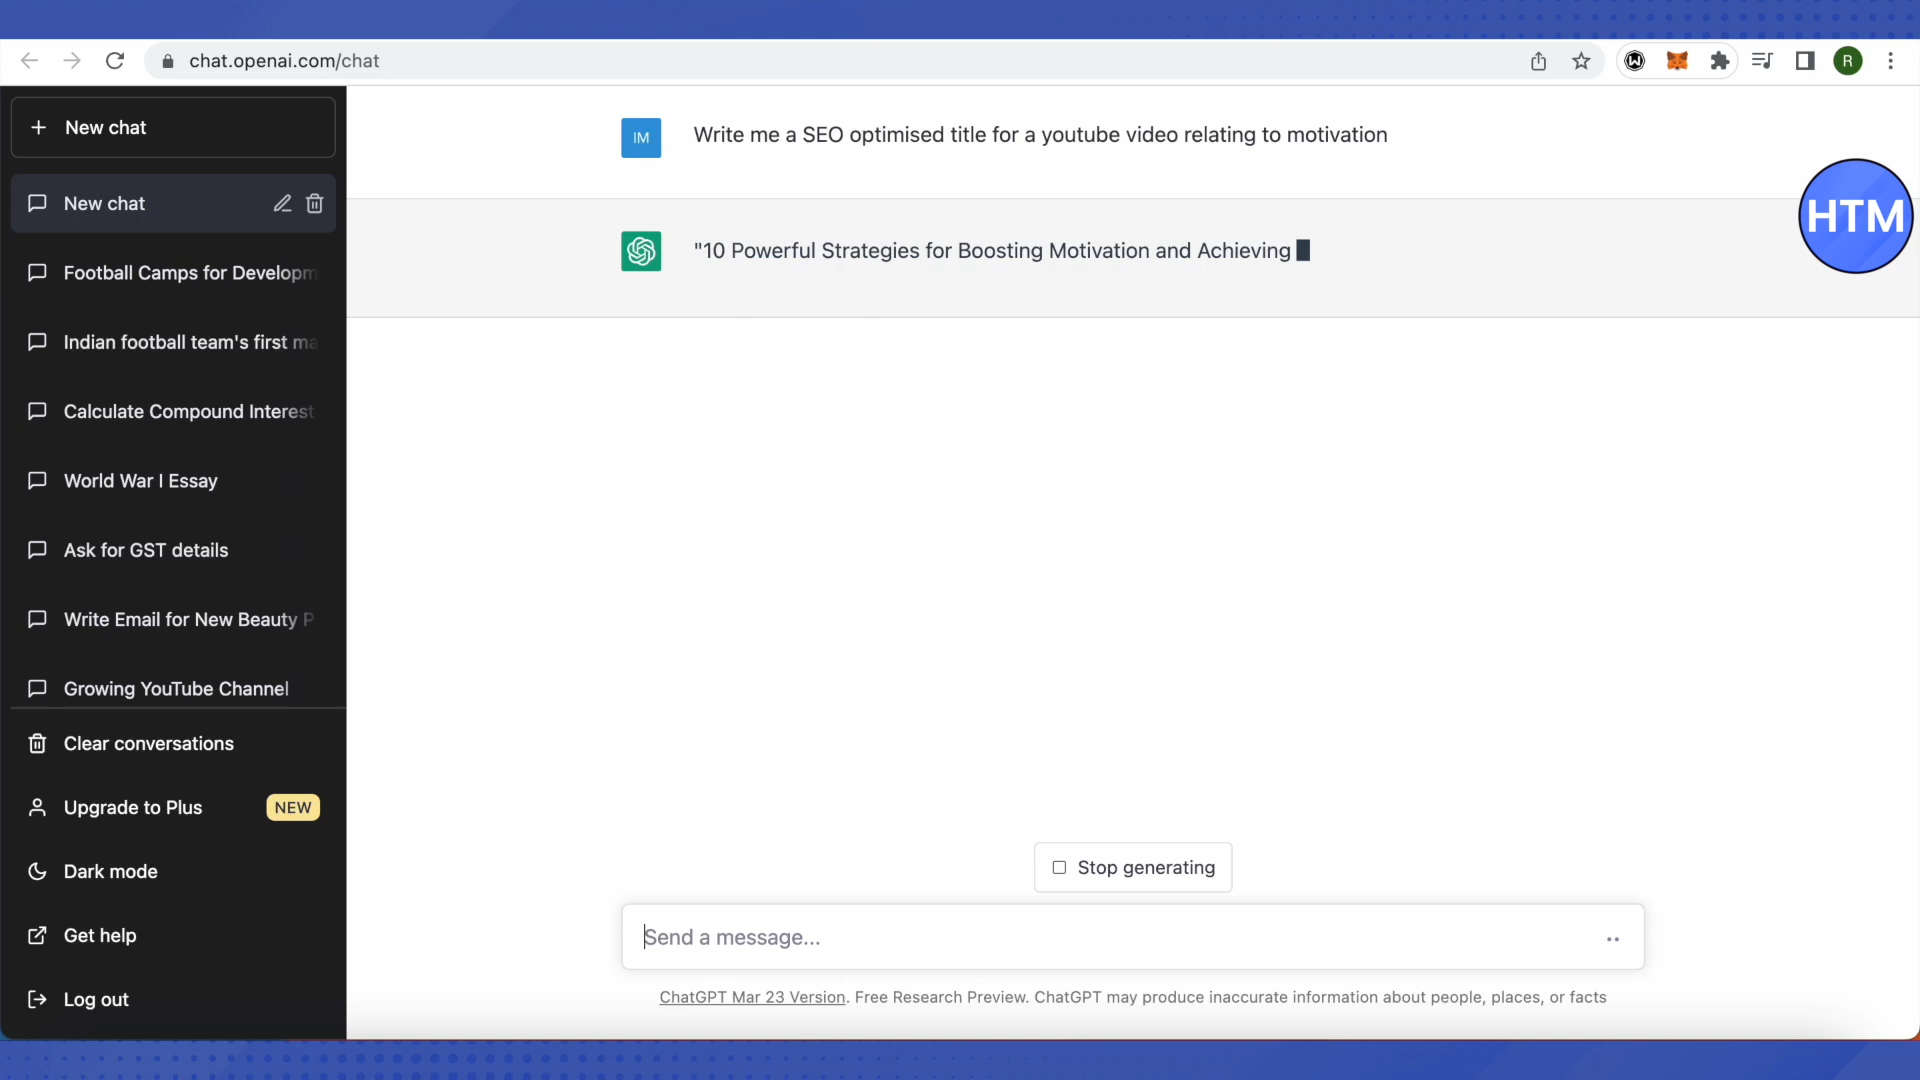 chat.openai.com/chat
R
New chat
New chat
Football Camps for Developm
Indian football team's first ma
Calculate Compound Interest
World War I Essay
Ask for GST details
Write Email for New Beauty P
Growing YouTube Channel
Clear conversations
Upgrade to Plus NEW
Dark mode
Get help
Log out
IM Write me a SEO optimised title for a youtube video relating to motivation
HTM
"10 Powerful Strategies for Boosting Motivation and Achieving
Stop generating
Send a message...
ChatGPT Mar 23 Version. Free Research Preview. ChatGPT may produce inaccurate information about people, places, or facts